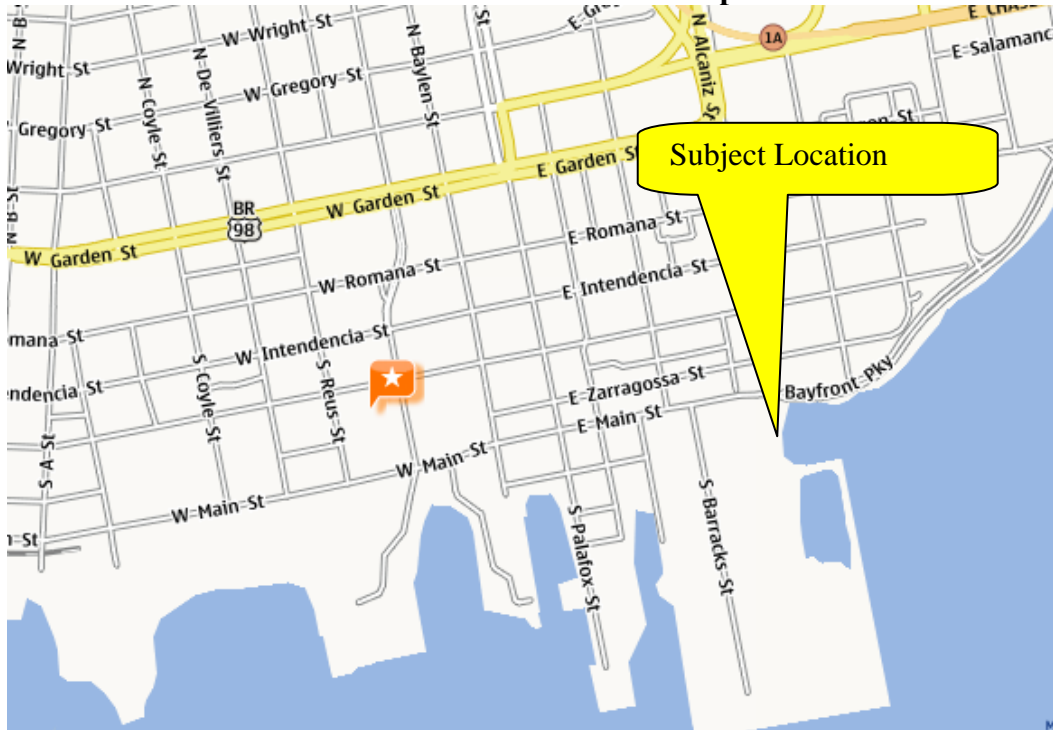 W Wright St
E Gre
N Alcaniz St
1A
E CHASE
E Salamanc
Wright St
N De Villiers St
N Baylen St
W Gregory St
N Coyle St
Gregory St
Subject Location
E Garden St
W Garden St
BR
98
N B St
W Garden St
E Romana St
W Romana St
E Intendencia St
mana St
W Intendencia St
ndencia St
S Coyle St
S Reus St
E Zarragossa St
Bayfront Pky
E Main St
S A St
W Main St
W Main St
S Palafox St
S Barracks St